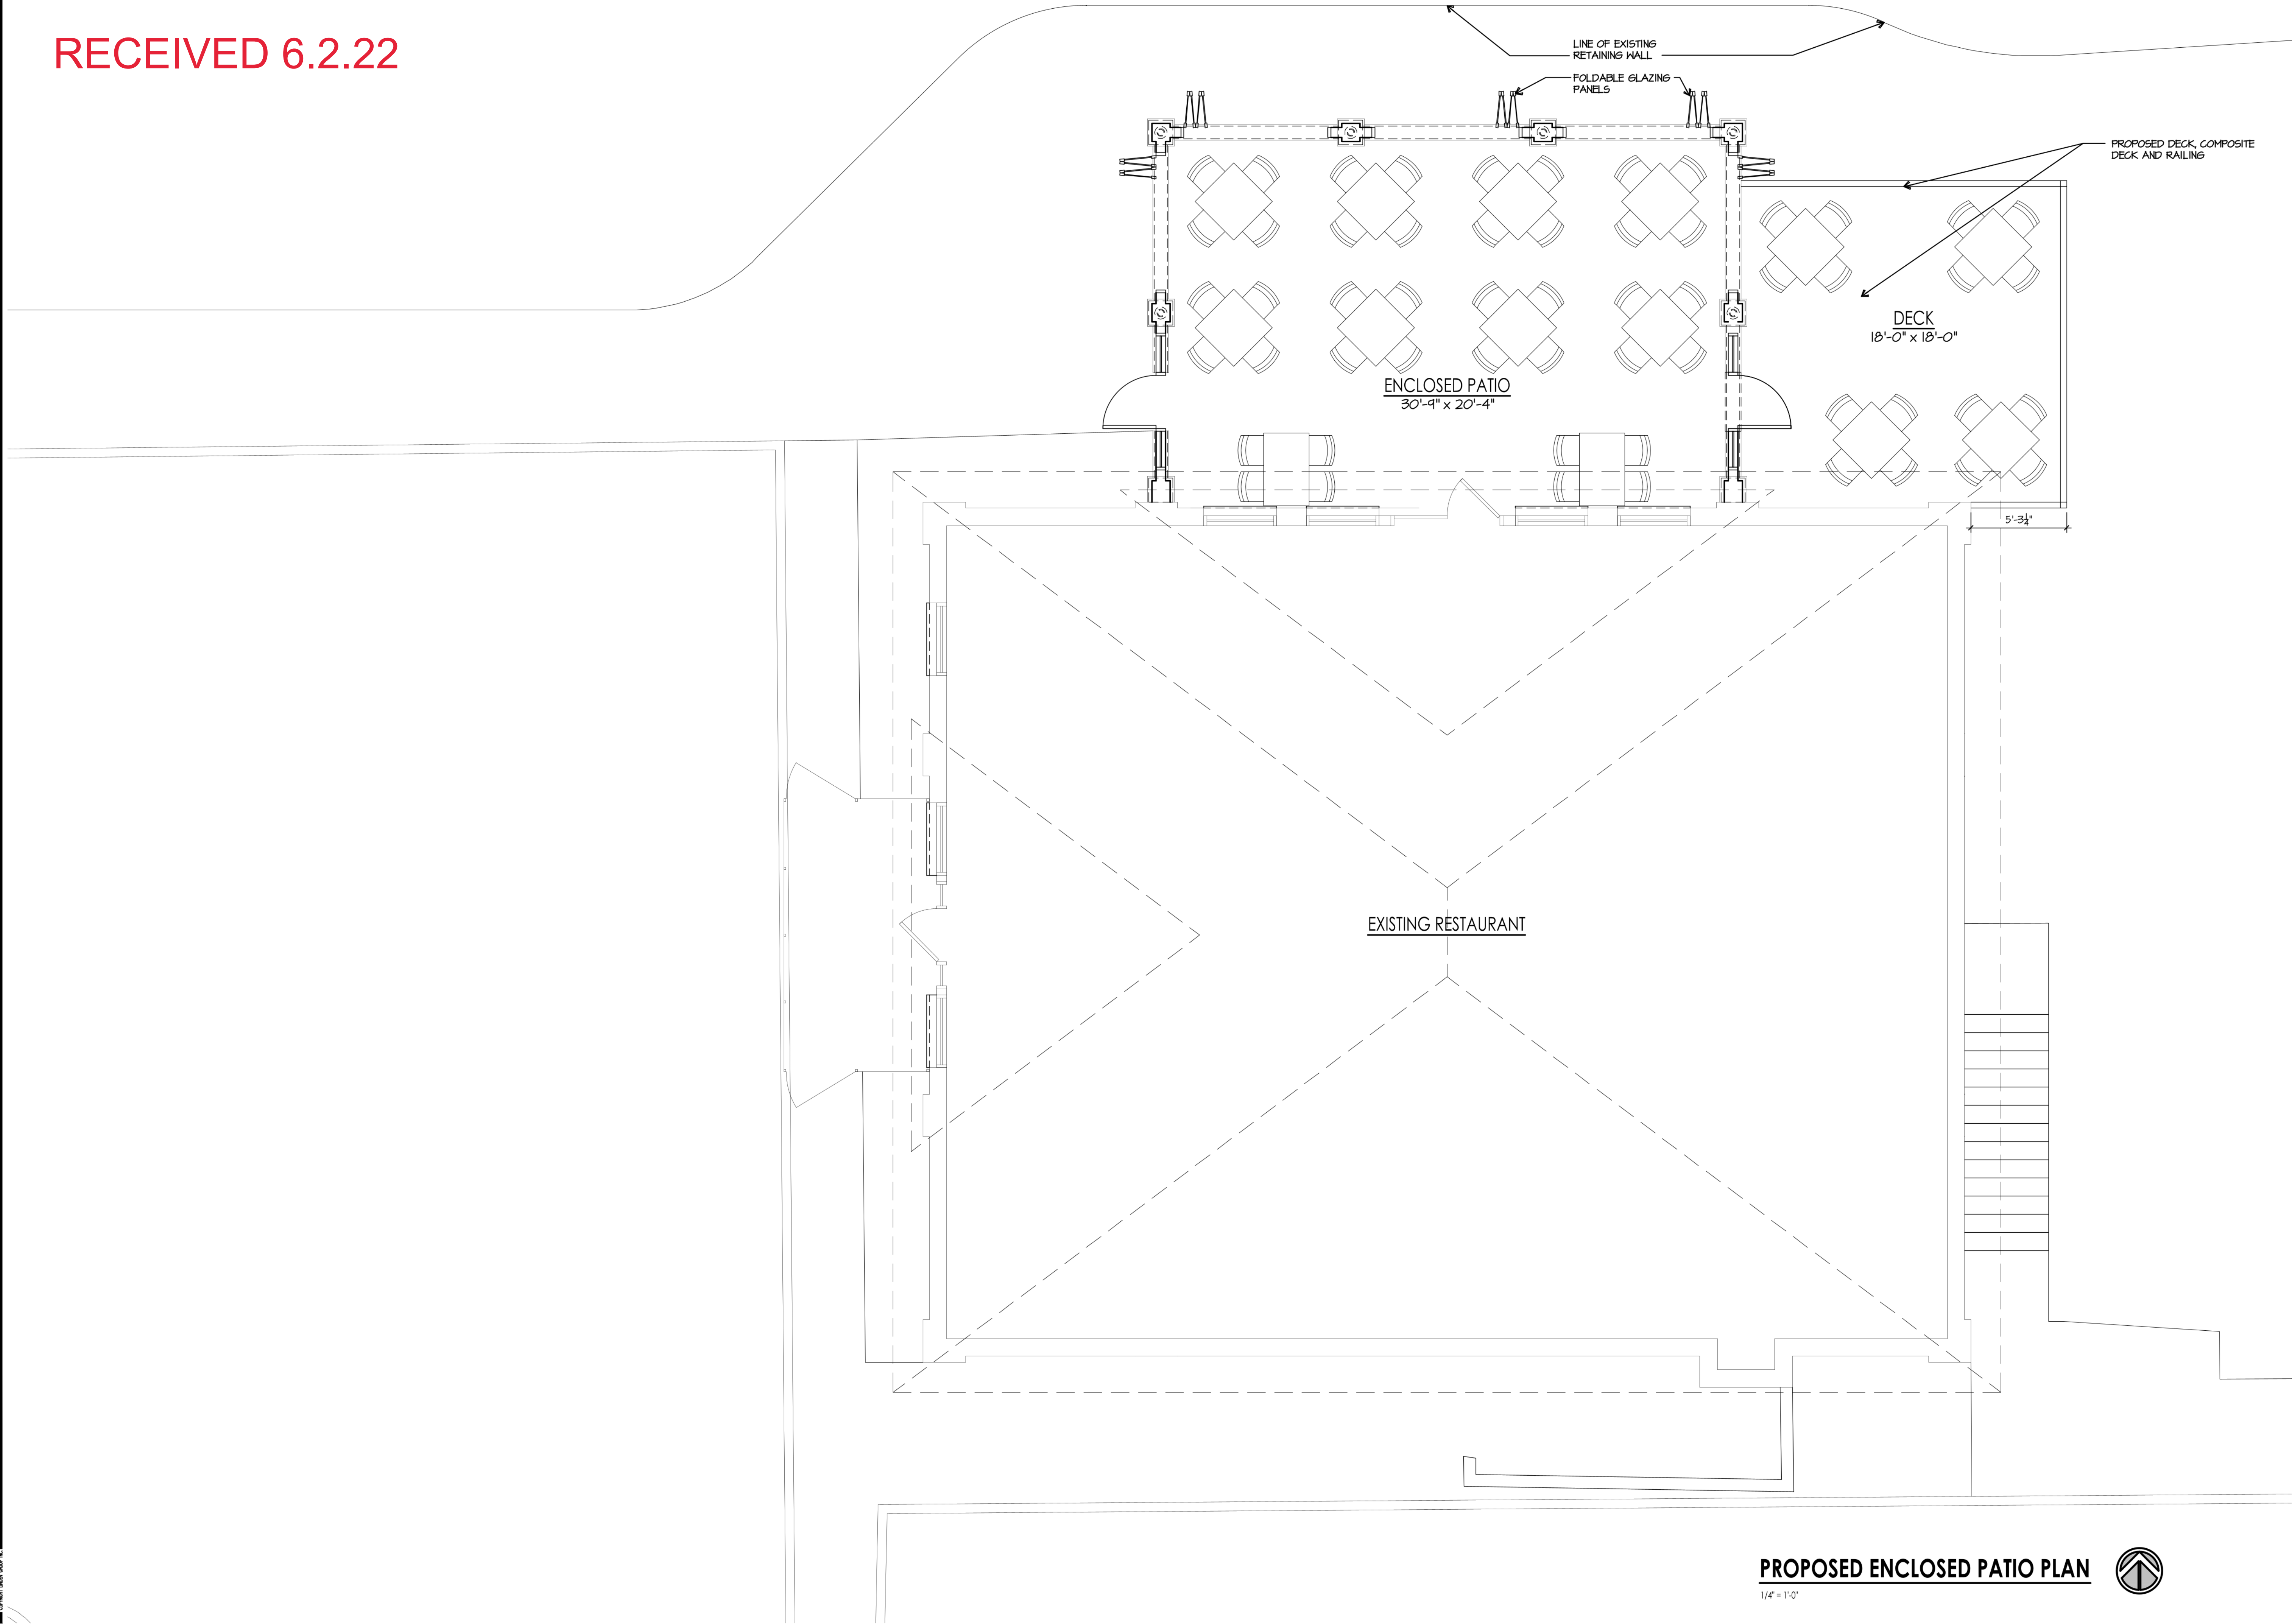 RECEIVED 6.2.22
LINE OF EXISTING
RETAINING WALL
FOLDABLE GLAZING
PANELS
PROPOSED DECK, COMPOSITE
DECK AND RAILING
DECK
18'-0" x 18'-0"
ENCLOSED PATIO
30'-9" x 20'-4"
5'-3¼"
EXISTING RESTAURANT
PROPOSED ENCLOSED PATIO PLAN
1/4" = 1'-0"